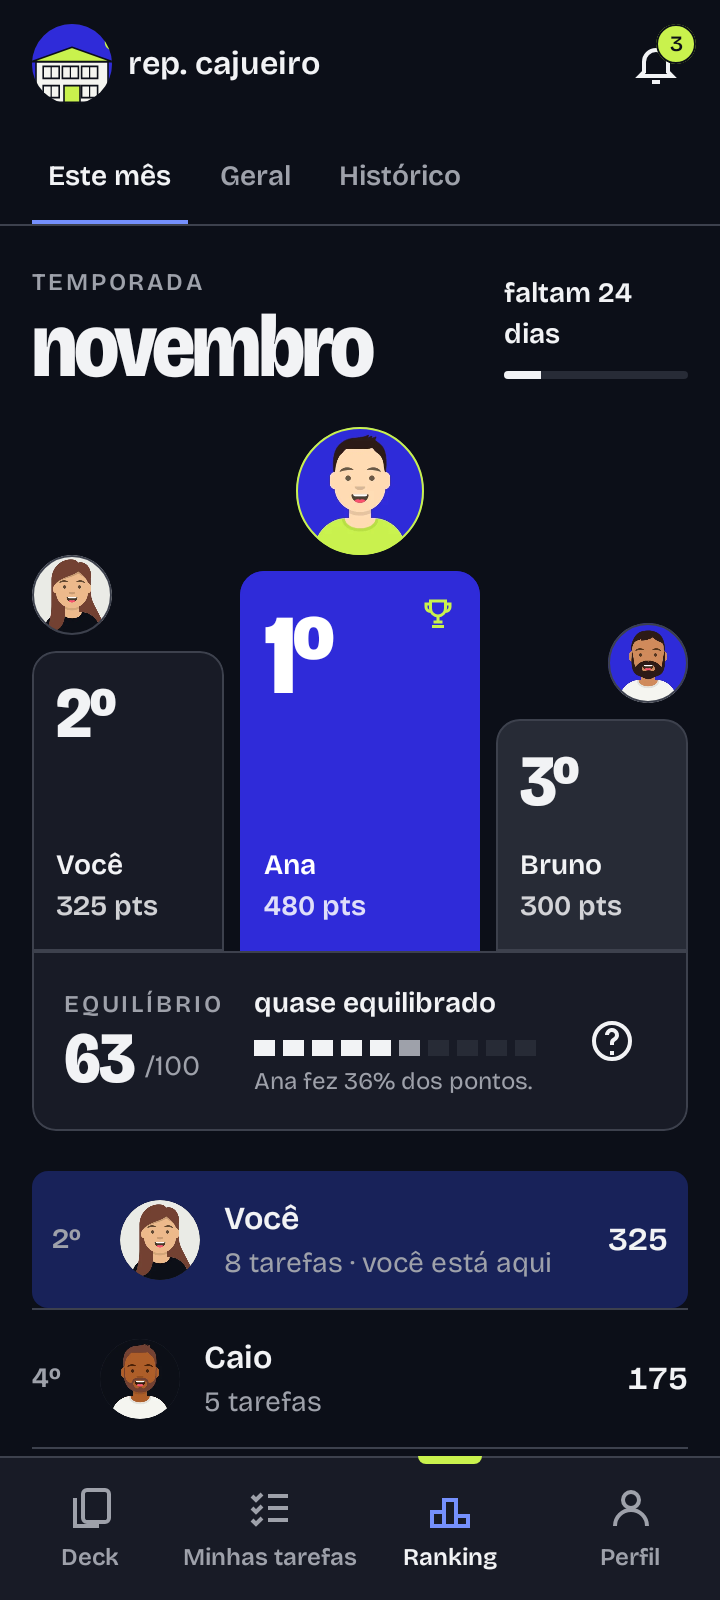 rep. cajueiro
3
Este mês
Geral
Histórico
TEMPORADA
novembro
faltam 24
dias
1º
2º
3º
Você
325 pts
Ana
480 pts
Bruno
300 pts
EQUILÍBRIO
63 /100
quase equilibrado
Ana fez 36% dos pontos.
2º
Você
8 tarefas · você está aqui
325
4º
Caio
5 tarefas
175
Deck
Minhas tarefas
Ranking
Perfil